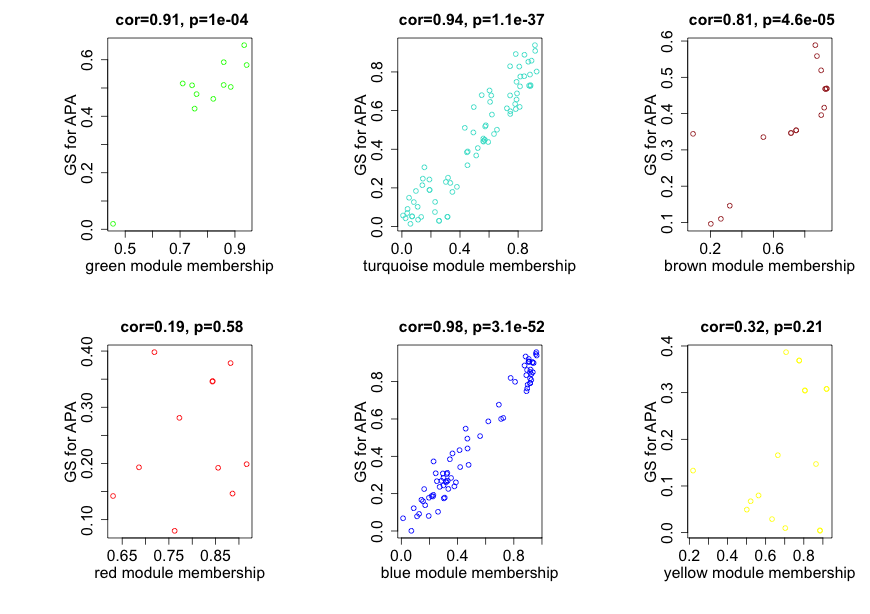 cor=0.91, p=1e-04
GS for APA
0.0 0.2 0.4 0.6
0.5 0.7 0.9
green module membership
cor=0.94, p=1.1e-37
GS for APA
0.0 0.2 0.4 0.6 0.8
0.0 0.4 0.8
turquoise module membership
cor=0.81, p=4.6e-05
GS for APA
0.1 0.2 0.3 0.4 0.5 0.6
0.2 0.6
brown module membership
cor=0.19, p=0.58
GS for APA
0.10 0.20 0.30 0.40
0.65 0.75 0.85
red module membership
cor=0.98, p=3.1e-52
GS for APA
0.0 0.2 0.4 0.6 0.8
0.0 0.4 0.8
blue module membership
cor=0.32, p=0.21
GS for APA
0.0 0.1 0.2 0.3 0.4
0.2 0.4 0.6 0.8
yellow module membership